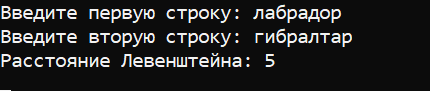 Введите первую строку: лабрадор
Введите вторую строку: гибралтар
Расстояние Левенштейна: 5